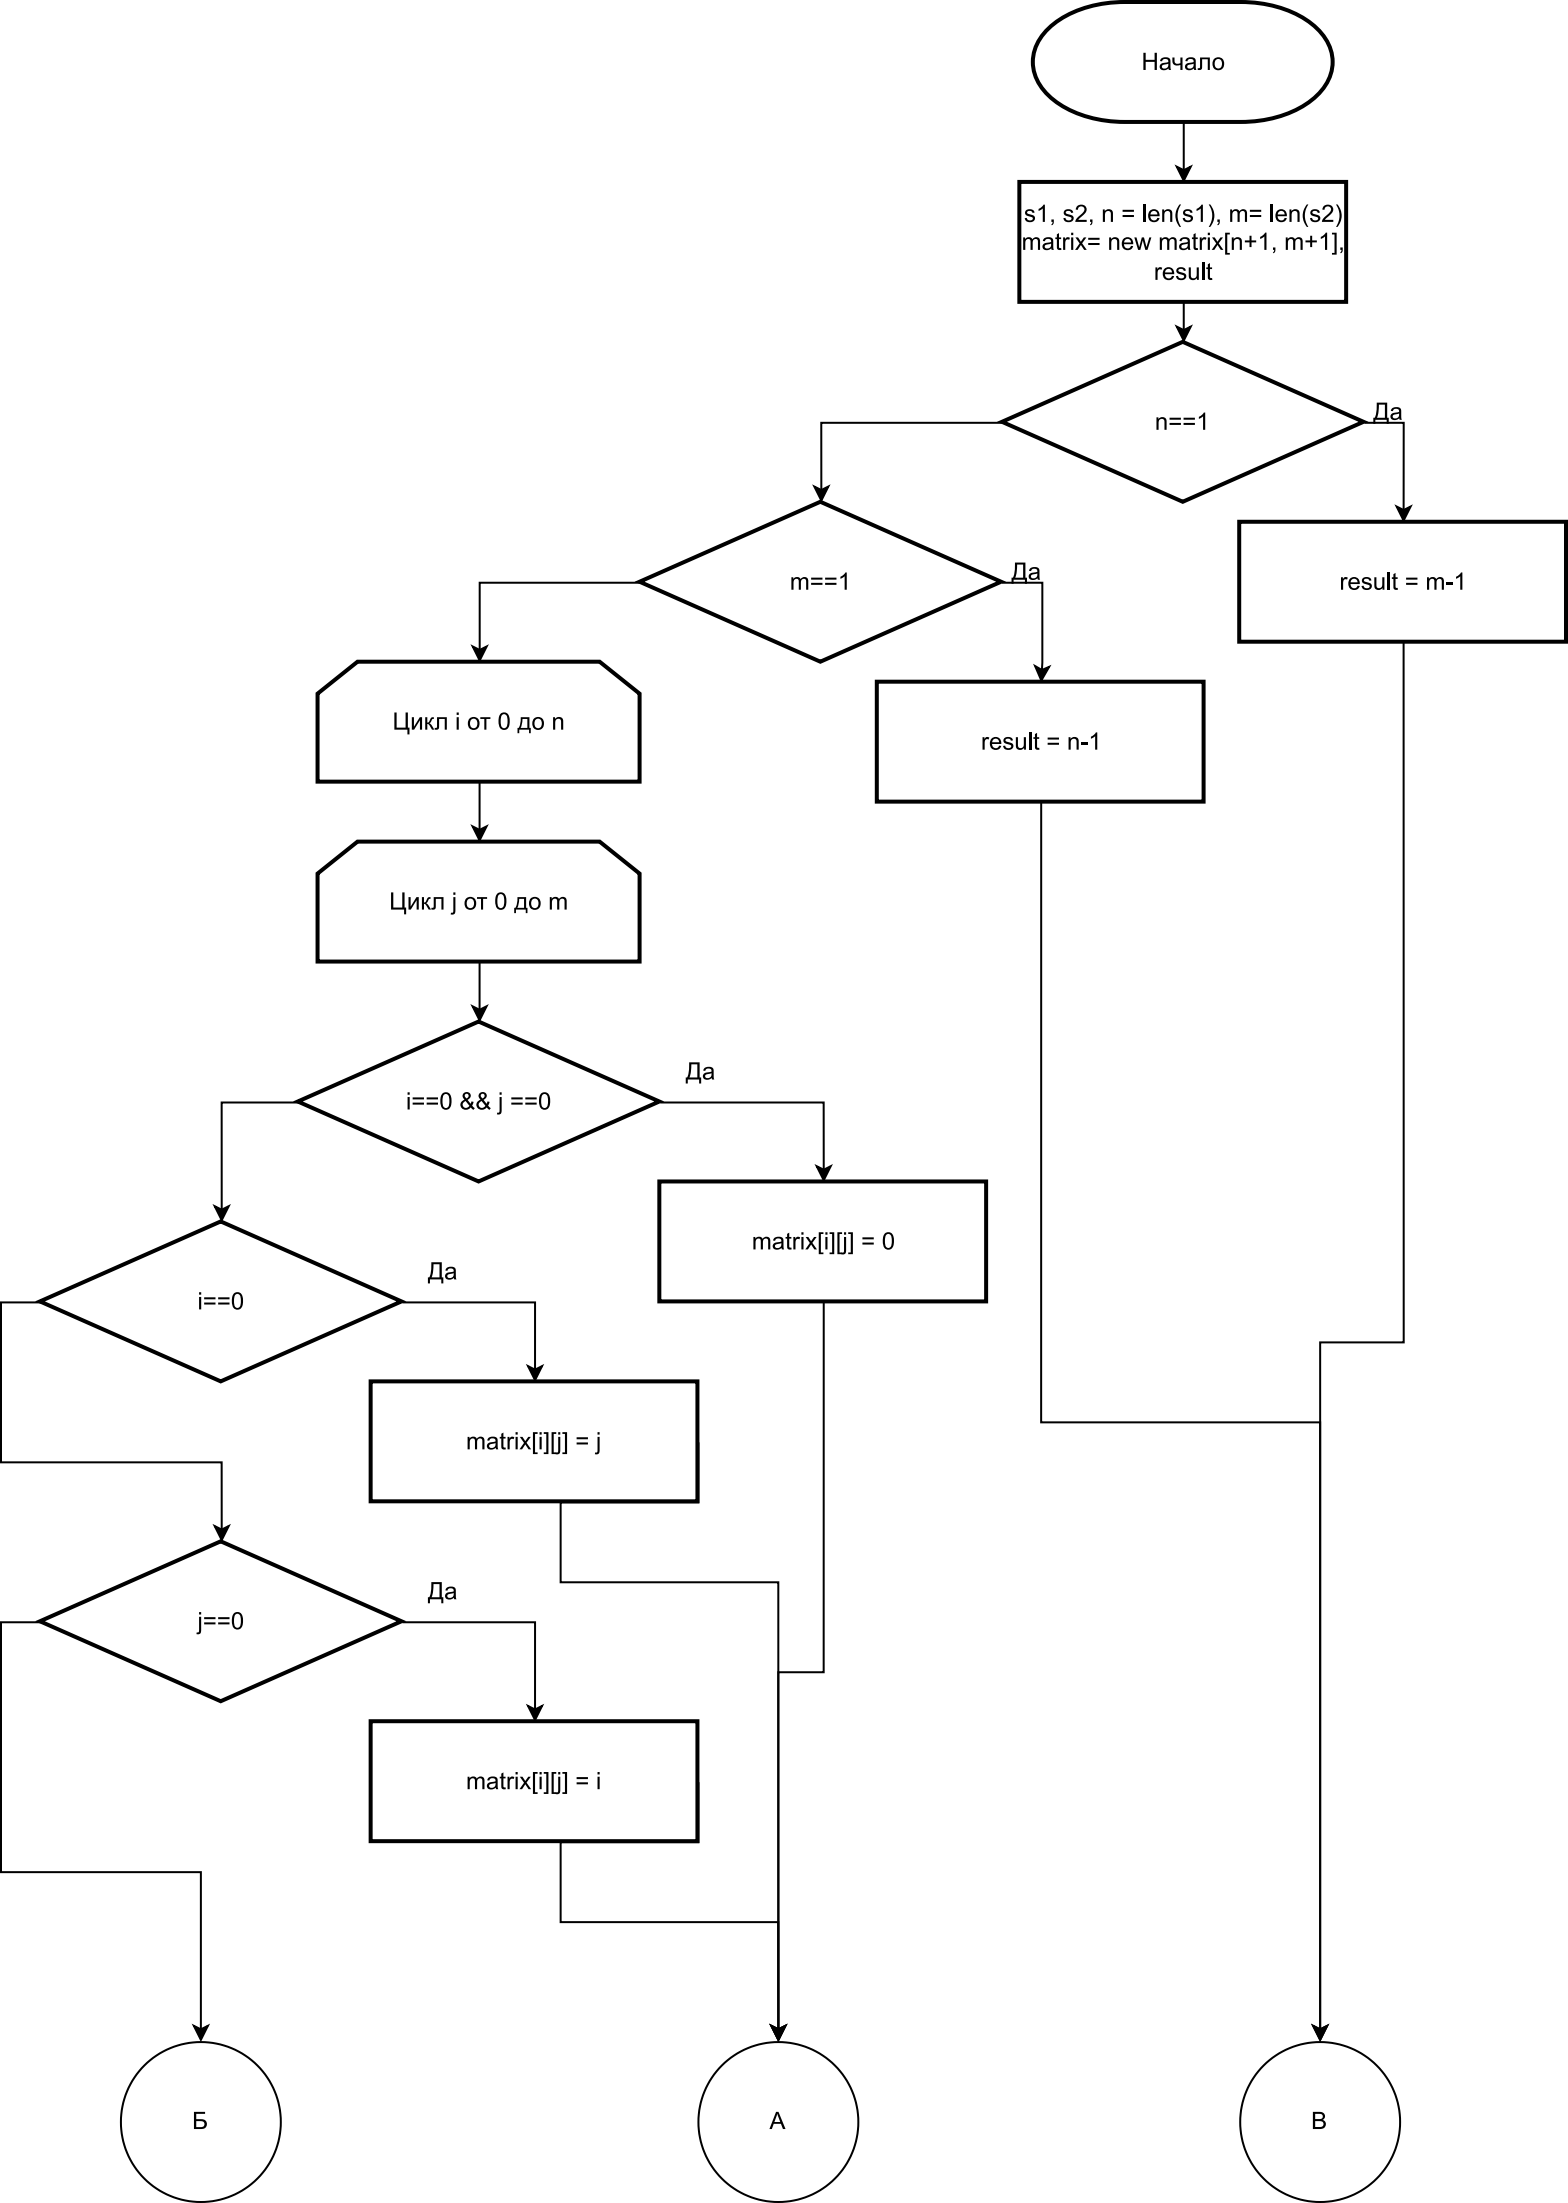 Начало
s1, s2, n = len(s1), m= len(s2)
matrix= new matrix[n+1, m+1],
result
n==1
Да
m==1
Да
result = m-1
Цикл i от 0 до n
result = n-1
Цикл j от 0 до m
i==0 && j ==0
Да
matrix[i][j] = 0
i==0
Да
matrix[i][j] = j
j==0
Да
matrix[i][j] = i
Б
А
В